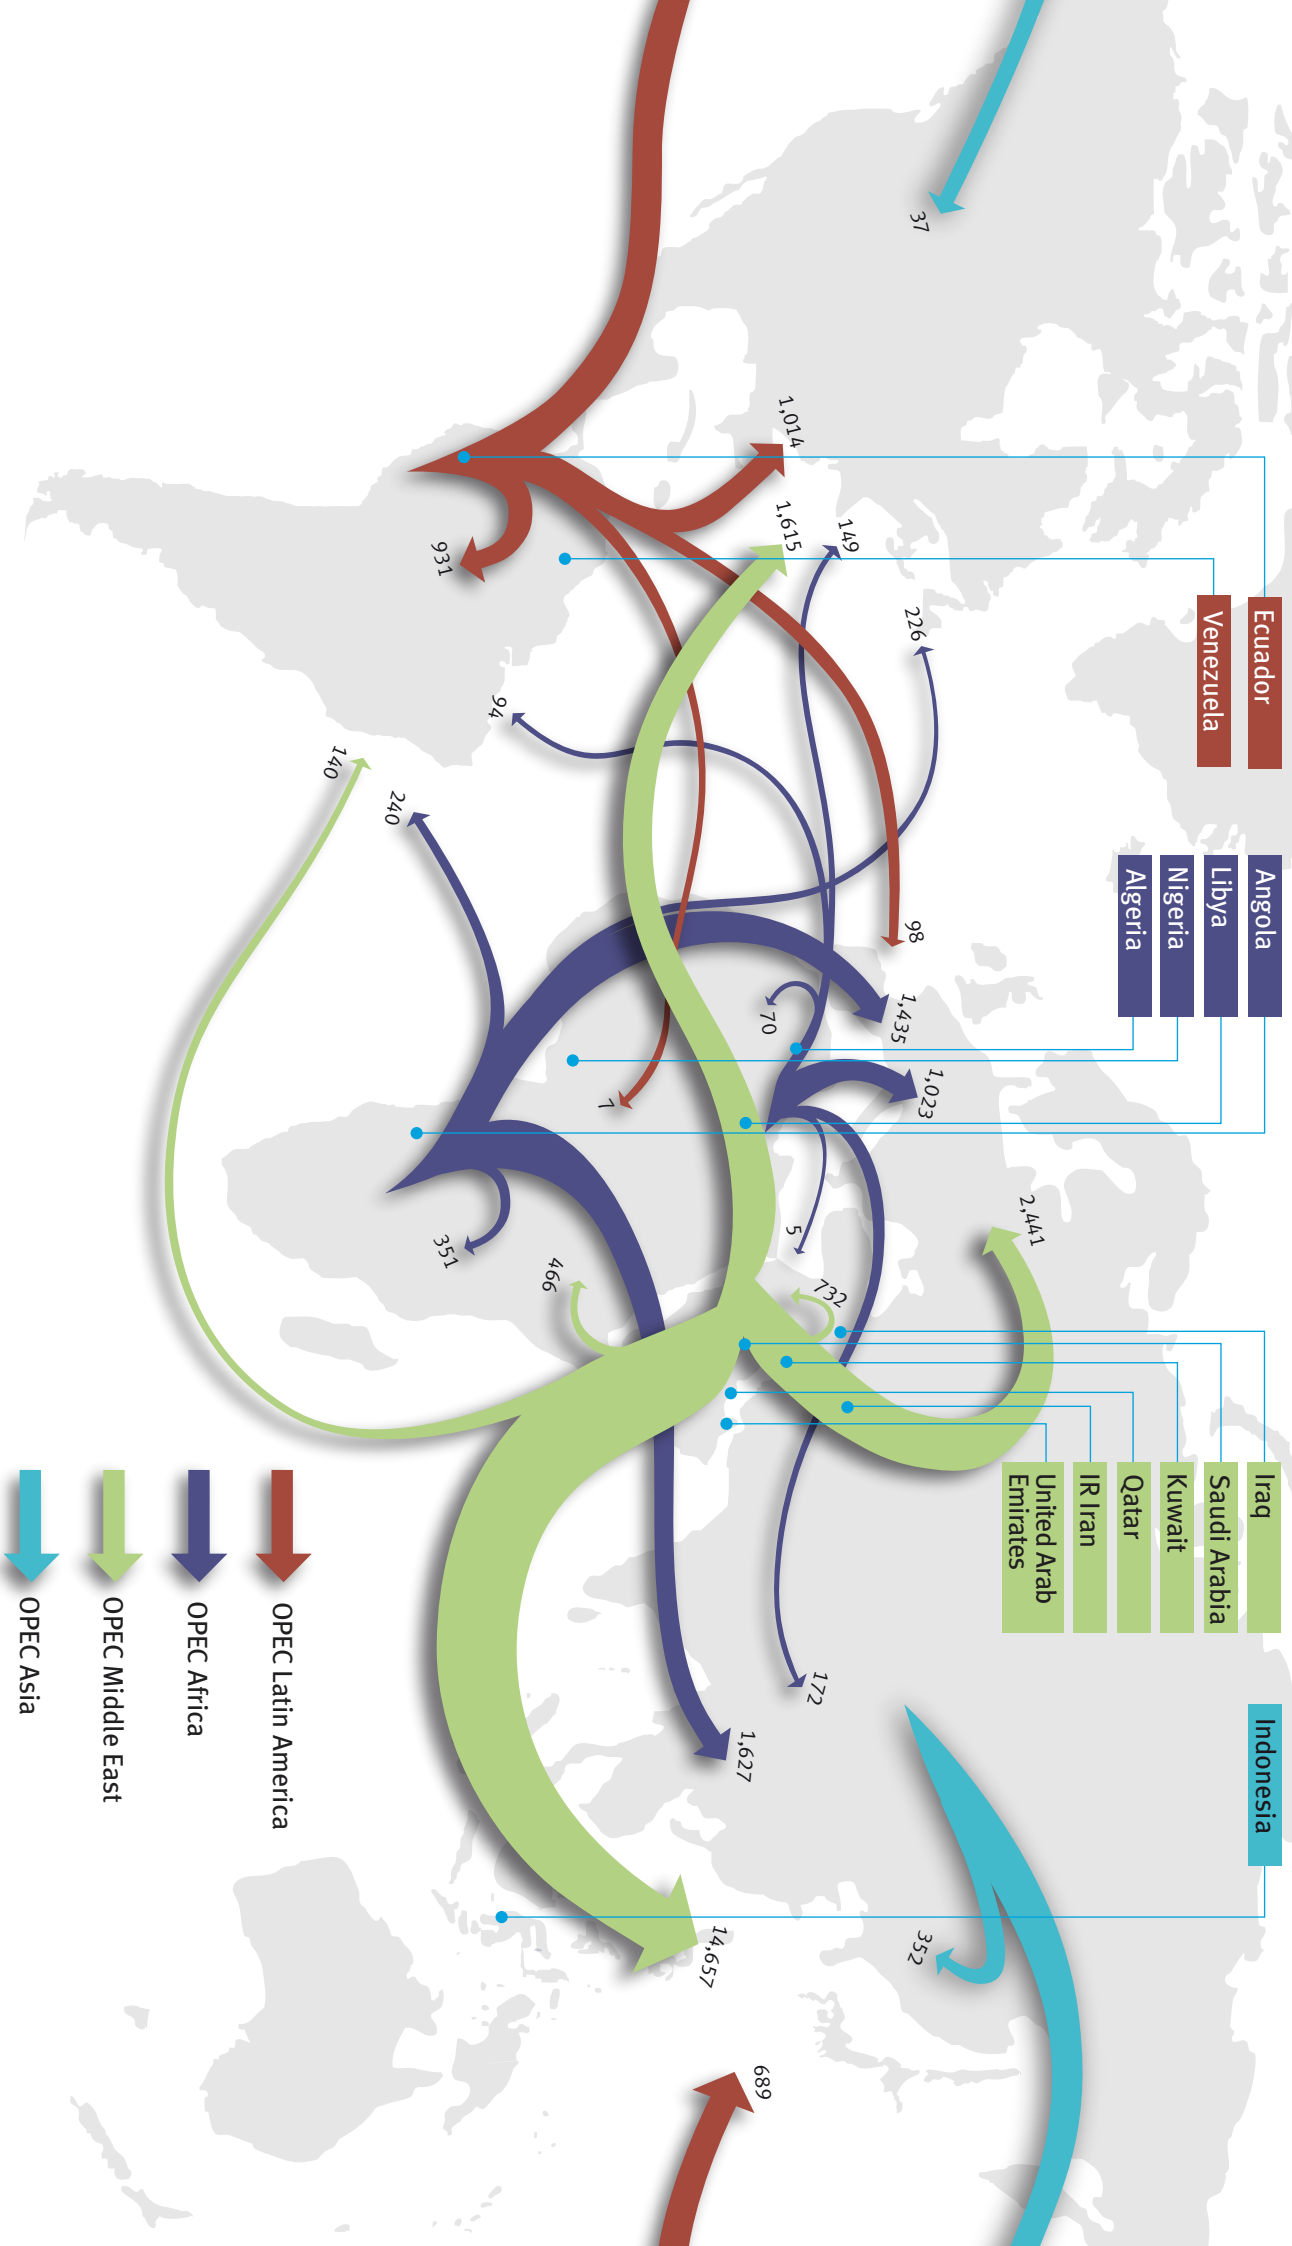 Ecuador
Venezuela
Angola
Libya
Nigeria
Algeria
Iraq
Saudi Arabia
Kuwait
Qatar
IR Iran
United Arab
Emirates
Indonesia
37
1,014
1,615
149
226
931
94
140
240
98
1,435
70
1,023
7
5
351
466
732
2,441
172
1,627
14,657
352
689
OPEC Latin America
OPEC Africa
OPEC Middle East
OPEC Asia